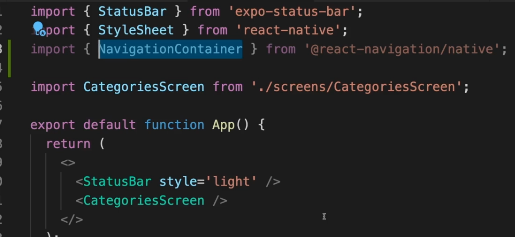 import { StatusBar } from 'expo-status-bar';
import { StyleSheet } from 'react-native';
3 import { NavigationContainer } from '@react-navigation/native';
import CategoriesScreen from './screens/CategoriesScreen';
export default function App() {
return (
<>
<StatusBar style='light' />
<CategoriesScreen />
</>
);